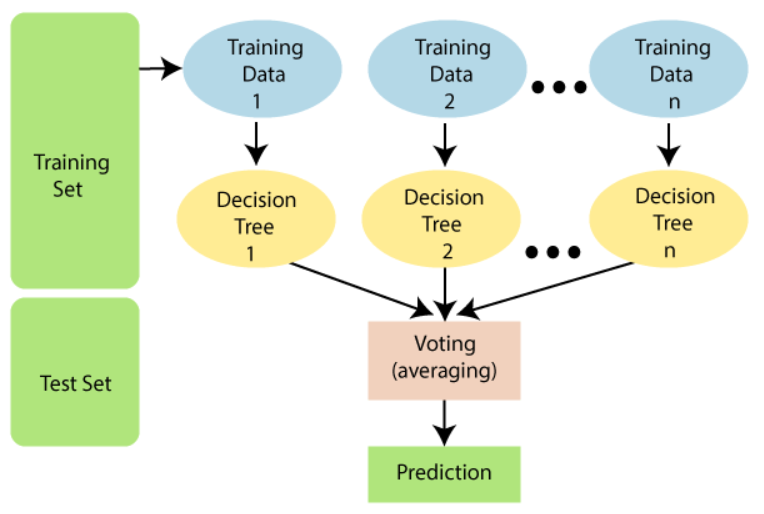 Training
Set
Test Set
Training
Data
1
Training
Data
2
Training
Data
n
Decision
Tree
1
Decision
Tree
2
Decision
Tree
n
Voting
(averaging)
Prediction